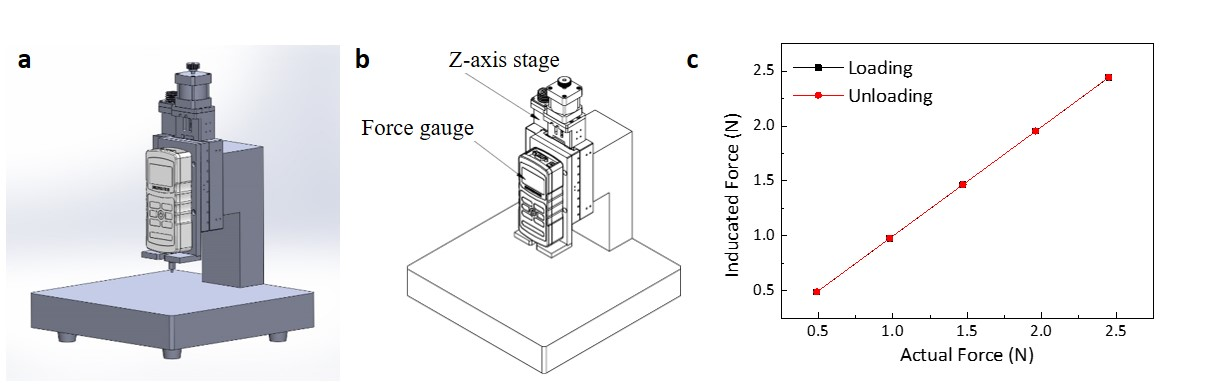 a
b
Z-axis stage
Force gauge
c
Loading
Unloading
Inducated Force (N)
2.5
2.0
1.5
1.0
0.5
0.5 1.0 1.5 2.0 2.5
Actual Force (N)